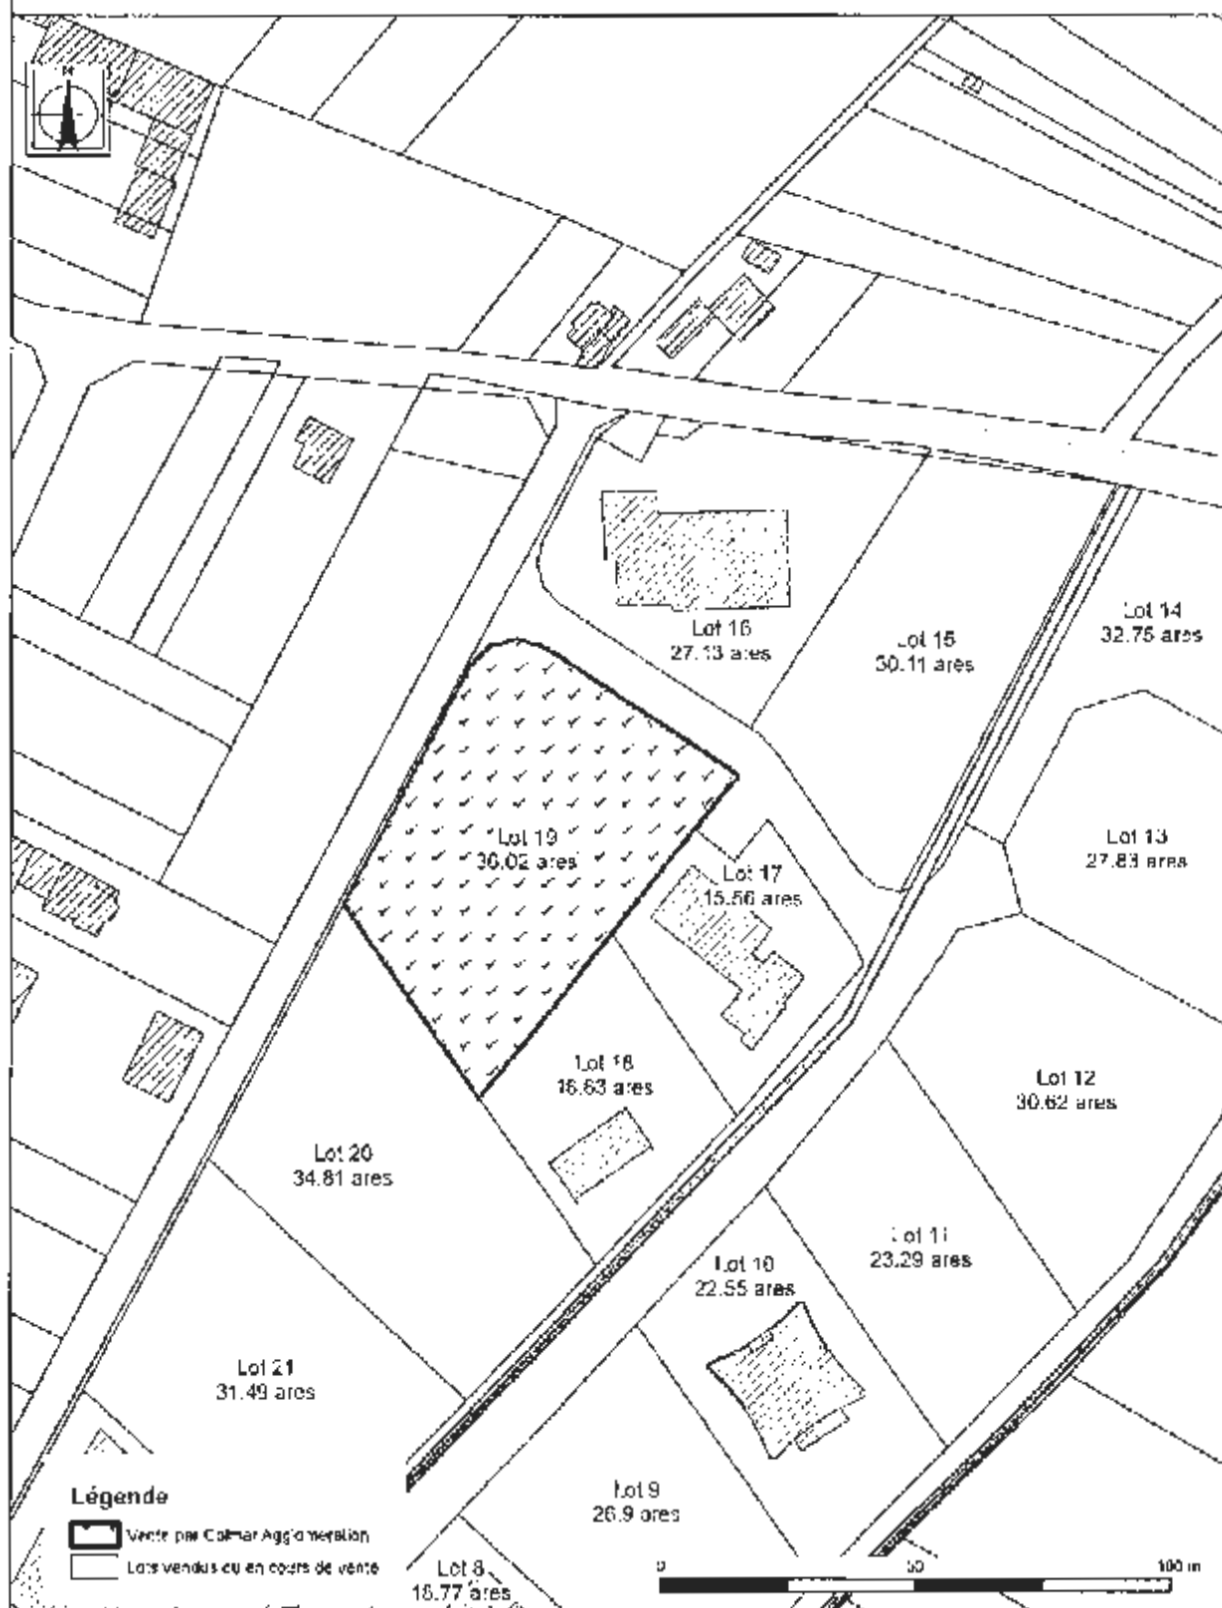 N
Lot 16
27.13 ares
Lot 15
30.11 ares
Lot 14
32.75 ares
Lot 19
36.02 ares
Lot 13
27.83 ares
Lot 17
15.56 ares
Lot 18
16.63 ares
Lot 12
30.62 ares
Lot 20
34.81 ares
Lot 11
23.29 ares
Lot 10
22.55 ares
Lot 21
31.49 ares
Lot 9
26.9 ares
Lot 8
16.77 ares
Légende
Vente par Colmar Agglomération
Lots vendus ou en cours de vente
0 50 100 m